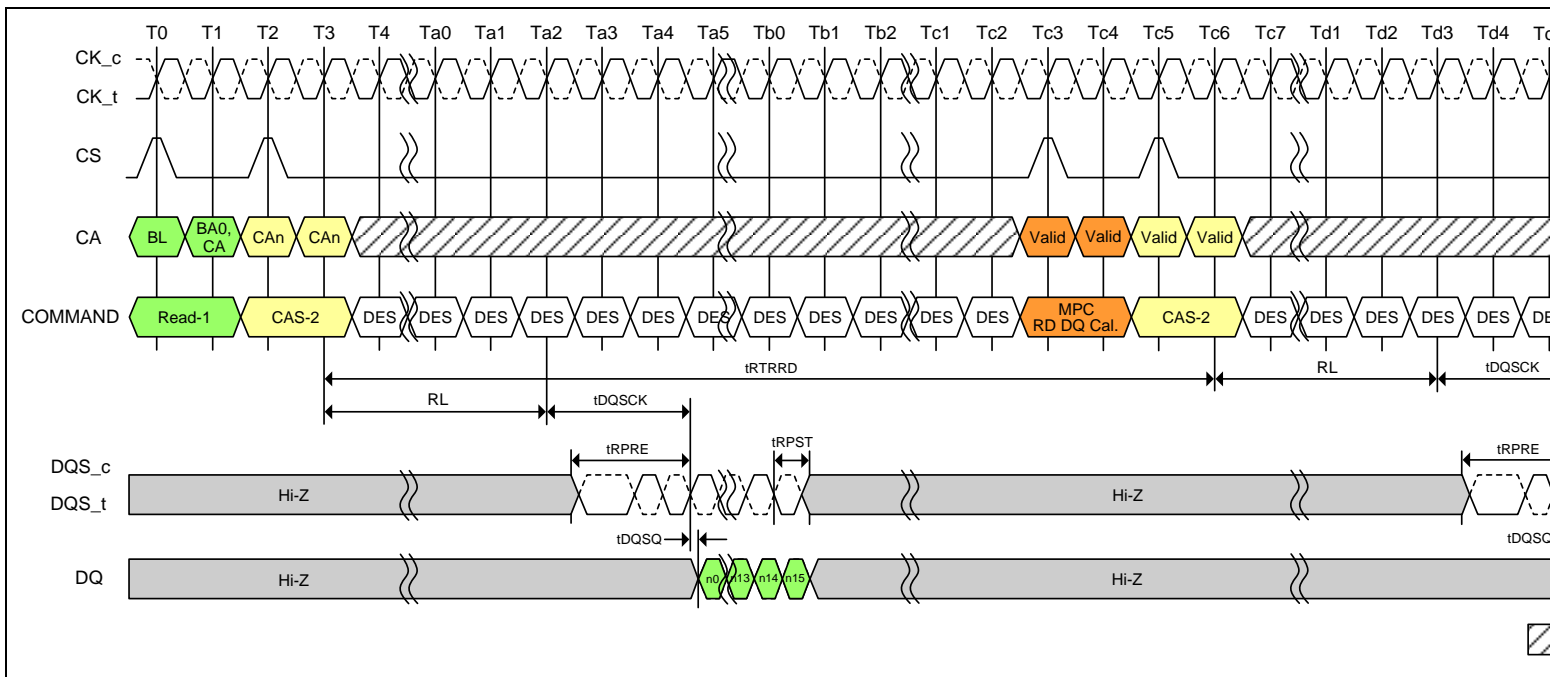 T0 T1 T2 T3 T4 Ta0 Ta1 Ta2 Ta3 Ta4 Ta5 Tb0 Tb1 Tb2 Tc1 Tc2 Tc3 Tc4 Tc5 Tc6 Tc7 Td1 Td2 Td3 Td4
CK_c
CK_t
CS
CA BL BA0, CA CAn CAn Valid Valid Valid Valid
COMMAND Read-1 CAS-2 DES DES DES DES DES DES DES DES DES DES DES DES MPC RD DQ Cal. CAS-2 DES DES DES DES DES
tRTRRD RL tDQSCK
RL tDQSCK
tRPRE tRPST tRPRE
DQS_c
DQS_t
Hi-Z Hi-Z
tDQSQ tDQSQ
DQ Hi-Z n0 n13 n14 n15 Hi-Z